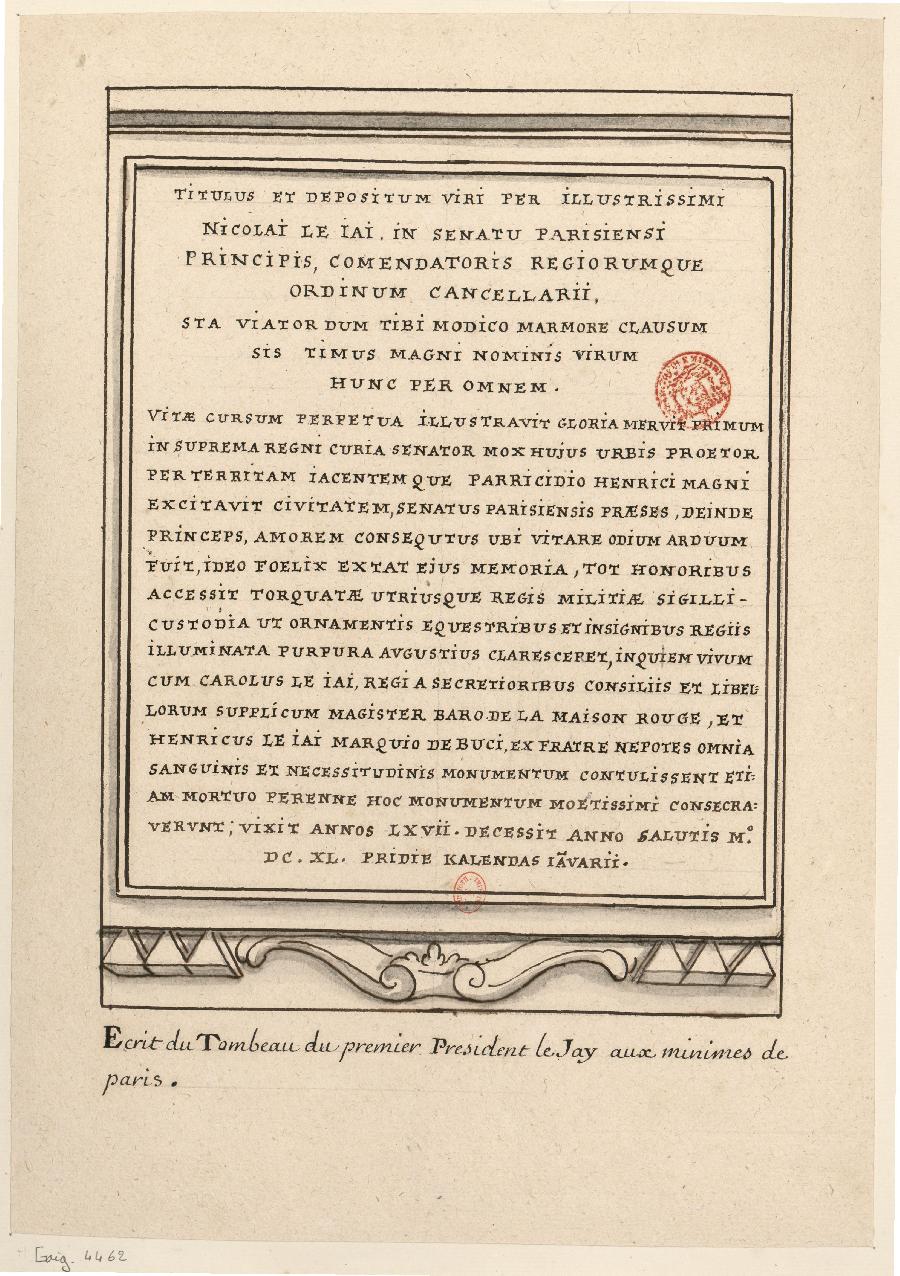 TITULUS ET DEPOSITUM VIRI PER ILLUSTRISSIMI
NICOLAI LE IAI, IN SENATU PARISIENSI
PRINCIPIS, COMENDATORIS REGIORUMQUE
ORDINUM CANCELLARII,
STA VIATOR DUM TIBI MODICO MARMORE CLAUSUM
SIS TIMUS MAGNI NOMINIS VIRUM
HUNC PER OMNEM.
VITÆ CURSUM PERPETUA ILLUSTRAVIT GLORIA MERVIT PRIMUM
IN SUPREMA REGNI CURIA SENATOR MOX HUJUS URBIS PROETOR
PER TERRITAM IACENTEMQUE PARRICIDIO HENRICI MAGNI
EXCITAVIT CIVITATEM, SENATUS PARISIENSIS PRÆSES, DEINDE
PRINCEPS, AMOREM CONSEQUTUS UBI VITARE ODIUM ARDUUM
FUIT, IDEO FOELIX EXTAT EJUS MEMORIA, TOT HONORIBUS
ACCESSIT TORQUATÆ UTRIUSQUE REGIS MILITIÆ SIGILLI-
CUSTODIA UT ORNAMENTIS EQUESTRIBUS ET INSIGNIBUS REGIIS
ILLUMINATA PURPURA AVGUSTIUS CLARESCERET, INQUIEM VIVUM
CUM CAROLUS LE IAI, REGI A SECRETIORIBUS CONSILIIS ET LIBEL:
LORUM SUPPLICUM MAGISTER BARO DE LA MAISON ROUGE, ET
HENRICUS LE IAI MARQUIO DE BUCI, EX FRATRE NEPOTES OMNIA
SANGUINIS ET NECESSITUDINIS MONUMENTUM CONTULISSENT ETI:
AM MORTUO PERENNE HOC MONUMENTUM MOETISSIMI CONSECRA:
VERVNT; VIXIT ANNOS LXVII. DECESSIT ANNO SALUTIS M.º
DC. XL. PRIDIE KALENDAS IÃVARII.
Ecrit du Tombeau du premier President le Jay aux minimes de
paris.
Gaig. 4462